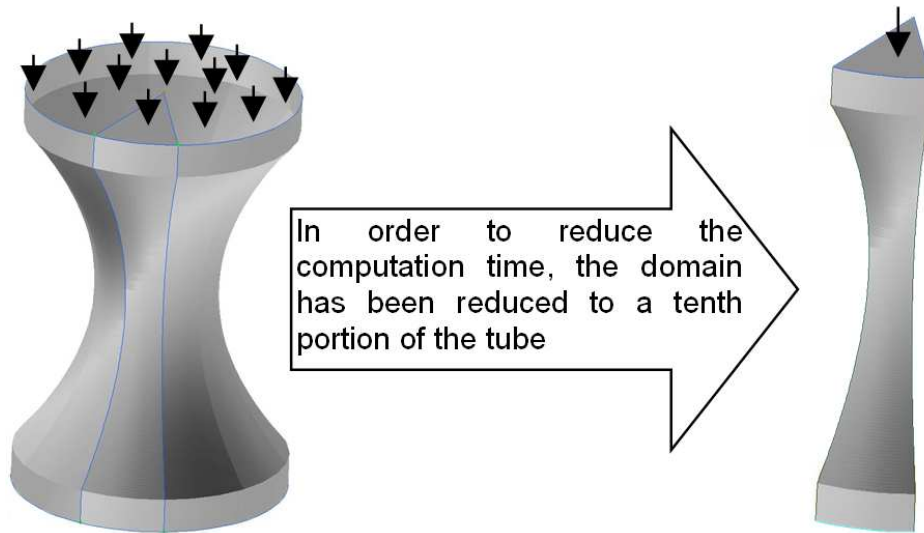 In order to reduce the
computation time, the domain
has been reduced to a tenth
portion of the tube